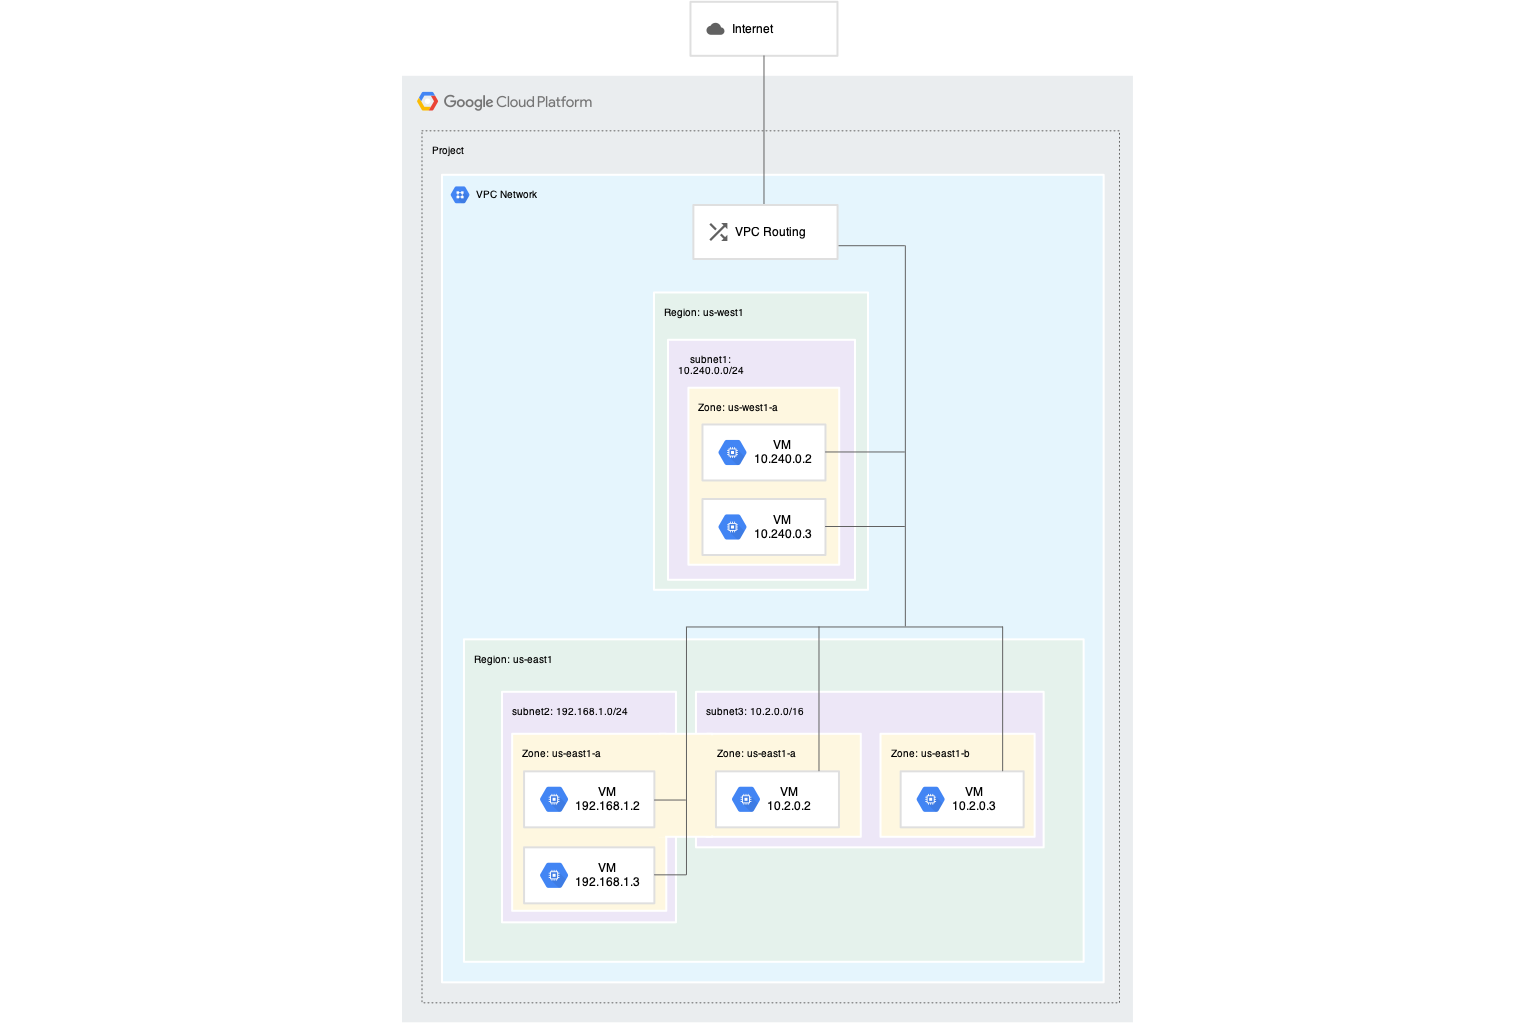 Internet
Google Cloud Platform
Project
VPC Network
VPC Routing
Region: us-west1
subnet1:
10.240.0.0/24
Zone: us-west1-a
VM
10.240.0.2
VM
10.240.0.3
Region: us-east1
subnet2: 192.168.1.0/24
subnet3: 10.2.0.0/16
Zone: us-east1-a
Zone: us-east1-a
Zone: us-east1-b
VM
192.168.1.2
VM
10.2.0.2
VM
10.2.0.3
VM
192.168.1.3